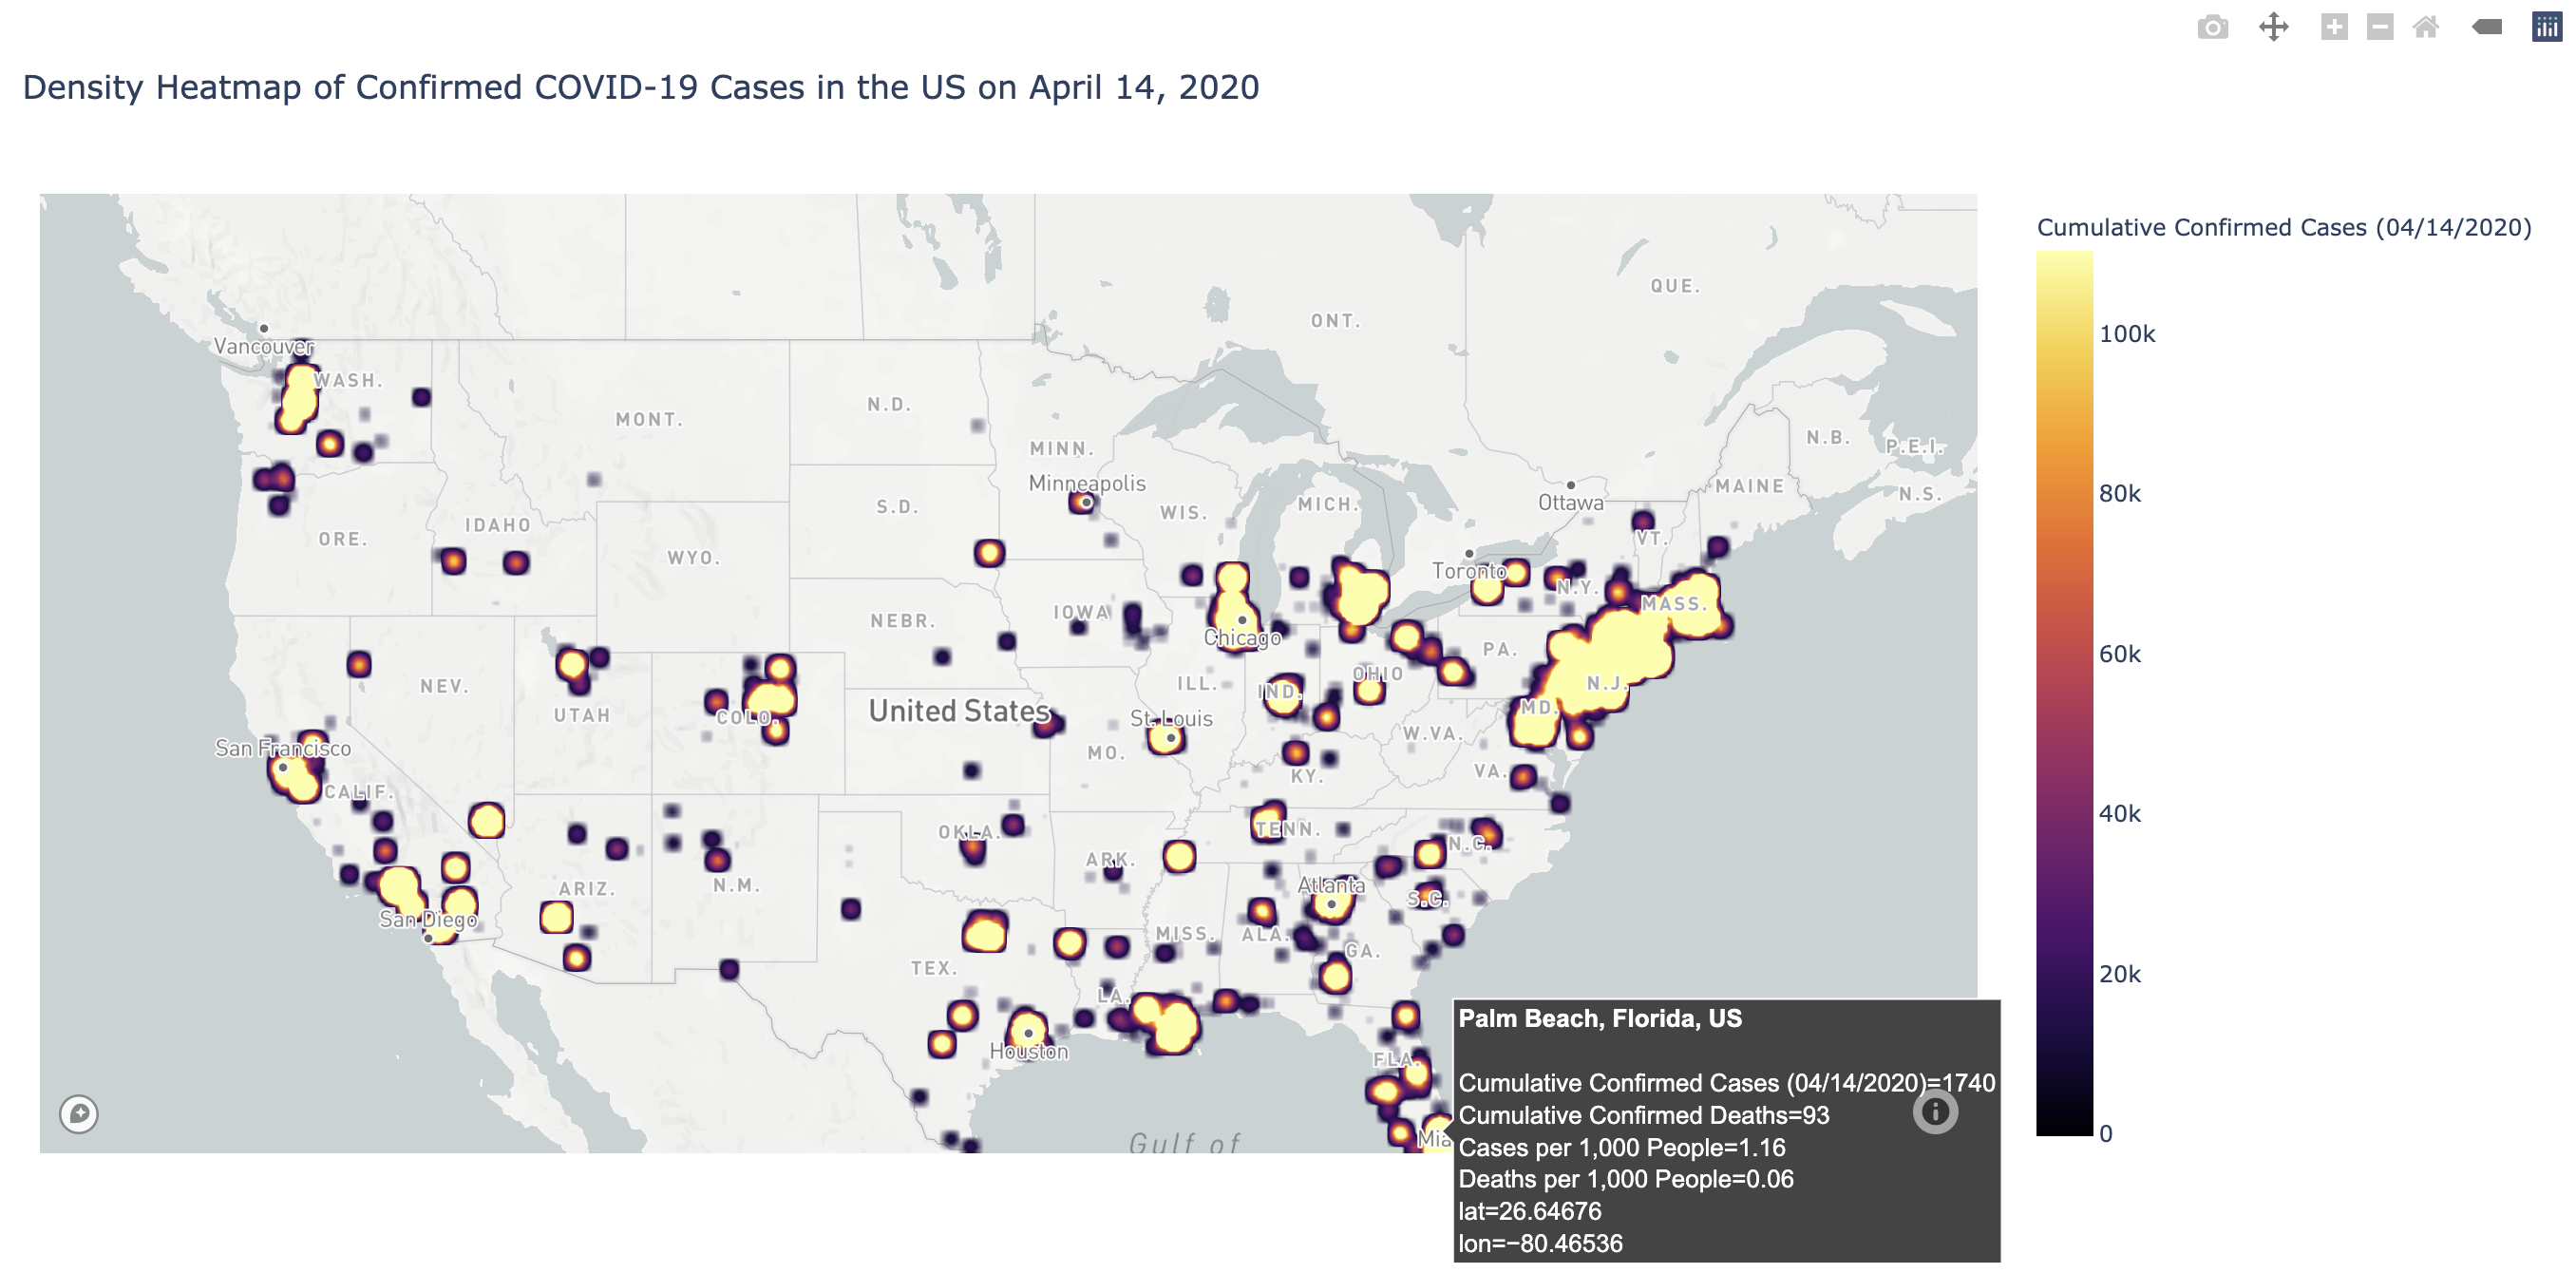 Density Heatmap of Confirmed COVID-19 Cases in the US on April 14, 2020
Cumulative Confirmed Cases (04/14/2020)
100k
80k
60k
40k
20k
0
QUE.
ONT.
Vancouver
WASH.
MONT.
N.D.
MINN.
N.B.
P.E.I.
N.S.
MAINE
Minneapolis
Ottawa
S.D.
WIS.
MICH.
VT.
IDAHO
ORE.
WYO.
Toronto
N.Y.
MASS.
IOWA
NEBR.
Chicago
PA.
OHIO
NEV.
ILL.
IND.
N.J.
UTAH
COLO.
United States
St. Louis
MD.
W.VA.
San Francisco
MO.
KY.
VA.
CALIF.
OKLA.
TENN.
N.C.
ARK.
ARIZ.
N.M.
Atlanta
S.C.
San Diego
MISS.
ALA.
GA.
TEX.
LA.
Houston
FLA.
Mia
Gulf of
Palm Beach, Florida, US
Cumulative Confirmed Cases (04/14/2020)=1740
Cumulative Confirmed Deaths=93
Cases per 1,000 People=1.16
Deaths per 1,000 People=0.06
lat=26.64676
lon=−80.46536